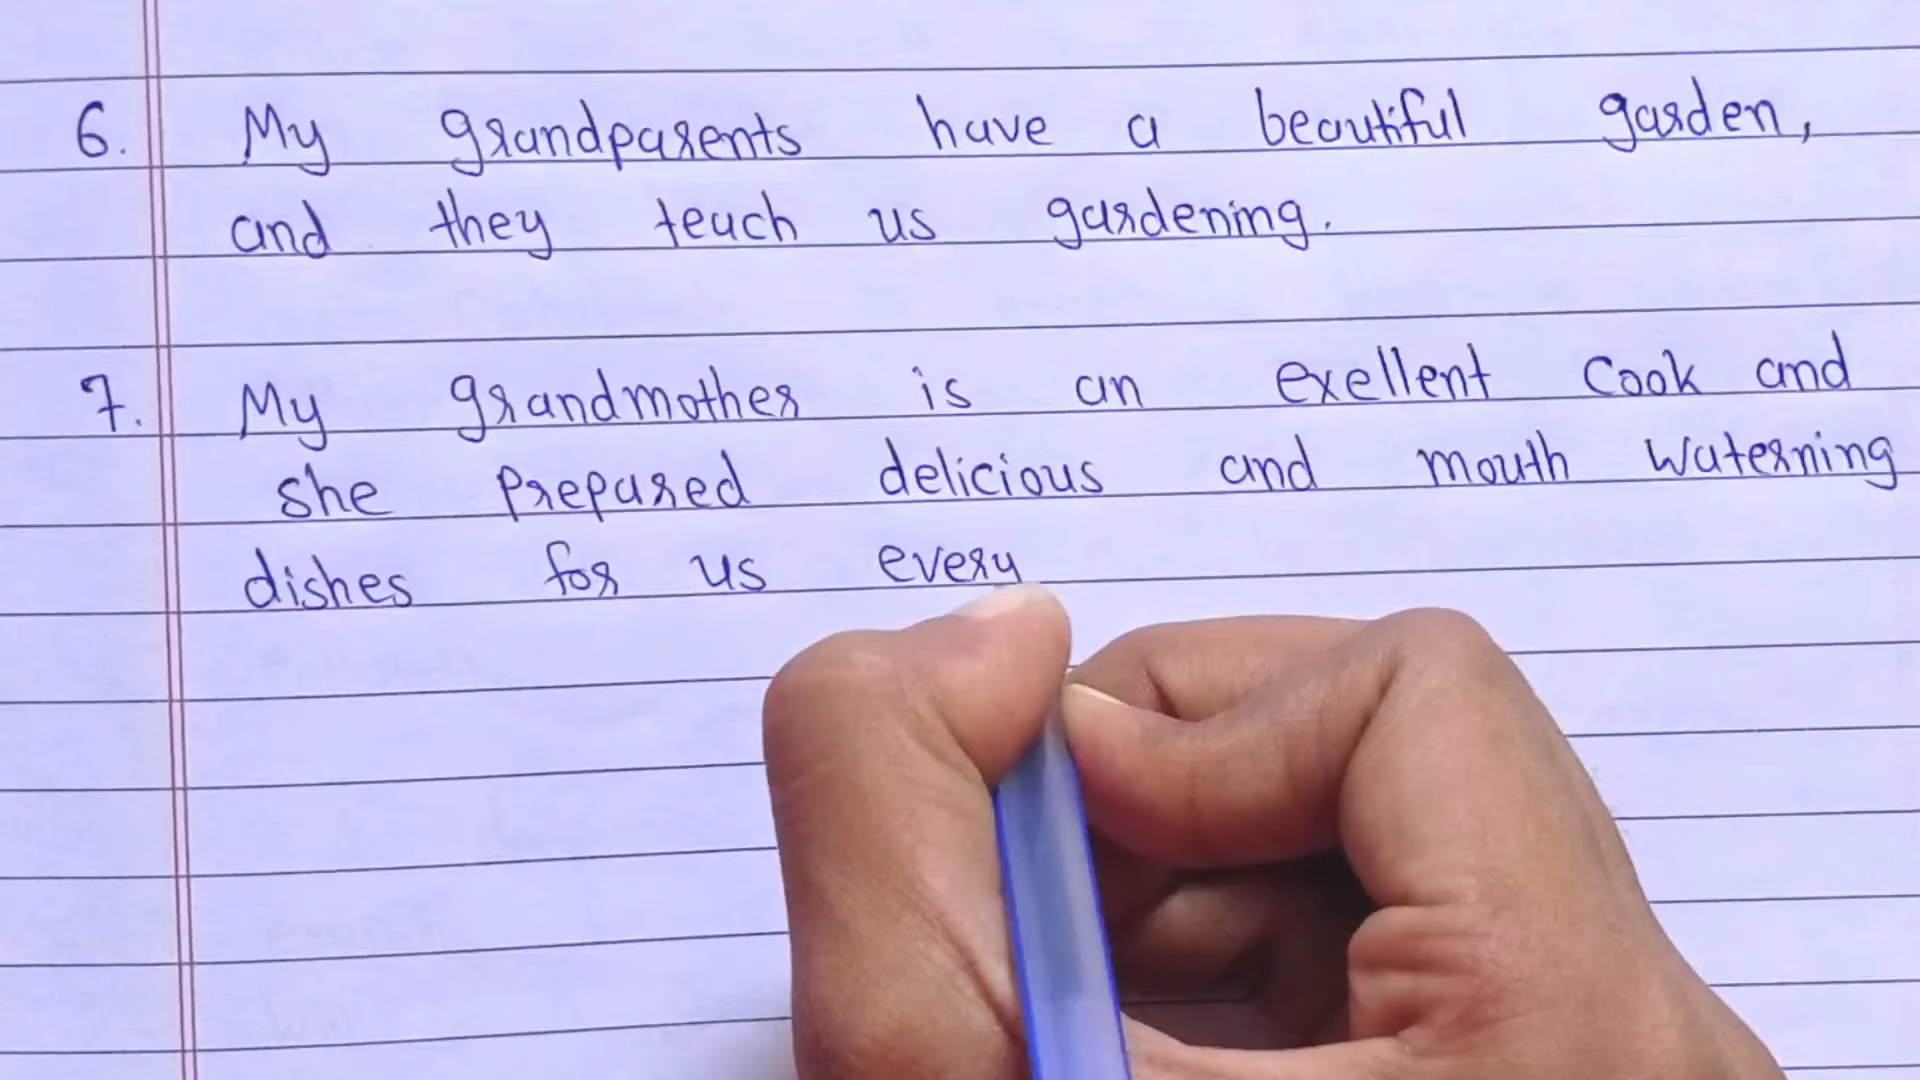 6. My grandparents have a beautiful garden,
and they teach us gardening.
7. My grandmother is an exellent Cook and
she prepared delicious and mouth Waterning
dishes for us every